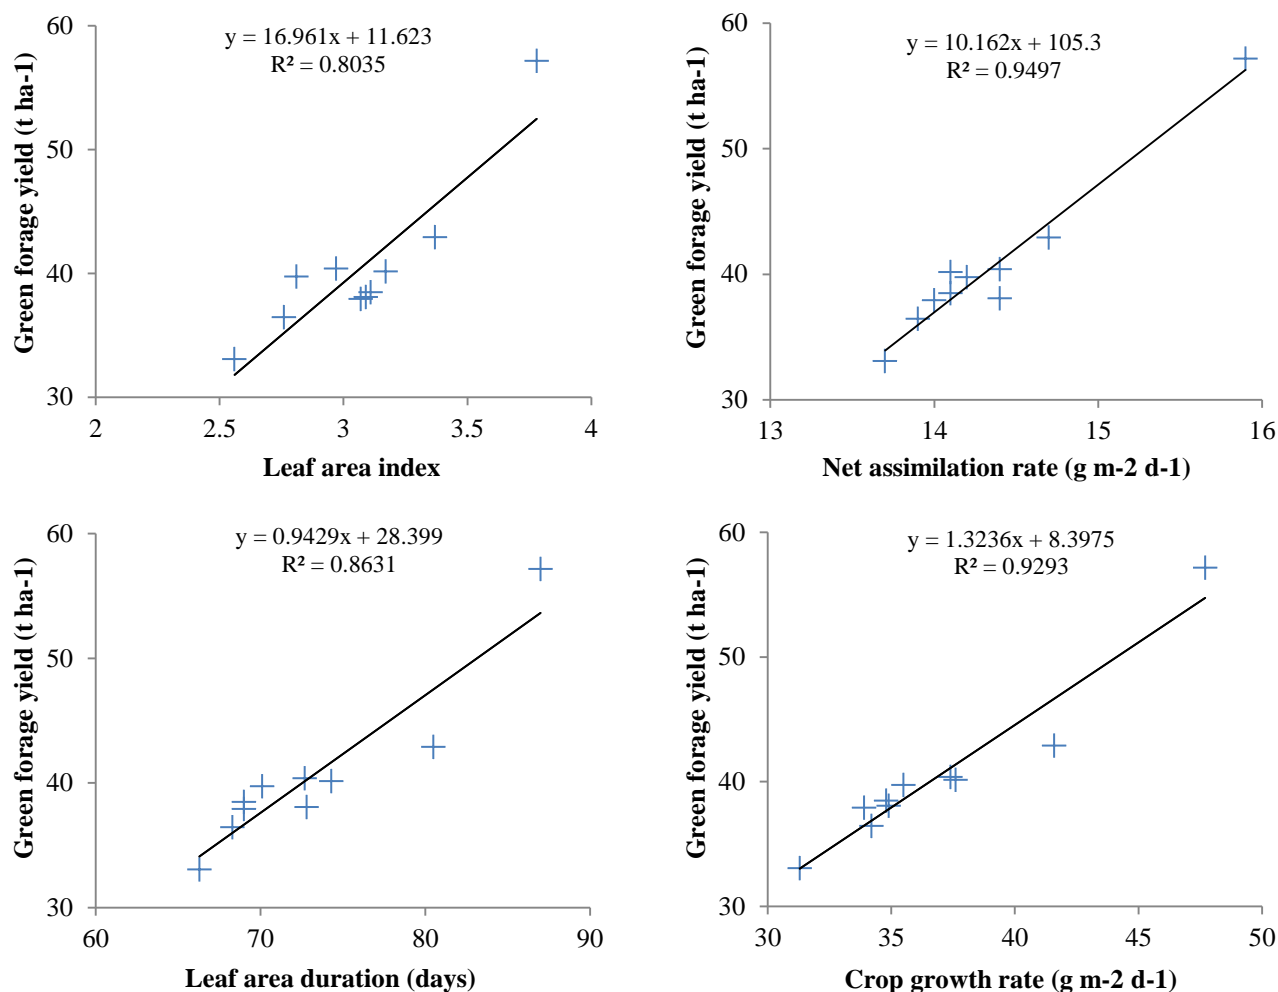 y = 16.961x + 11.623
R² = 0.8035
Green forage yield (t ha-1)
60
50
40
30
2
2.5
3
3.5
4
Leaf area index
y = 10.162x + 105.3
R² = 0.9497
Green forage yield (t ha-1)
60
50
40
30
13
14
15
16
Net assimilation rate (g m-2 d-1)
y = 0.9429x + 28.399
R² = 0.8631
Green forage yield (t ha-1)
60
50
40
30
60
70
80
90
Leaf area duration (days)
y = 1.3236x + 8.3975
R² = 0.9293
Green forage yield (t ha-1)
60
50
40
30
30
35
40
45
50
Crop growth rate (g m-2 d-1)